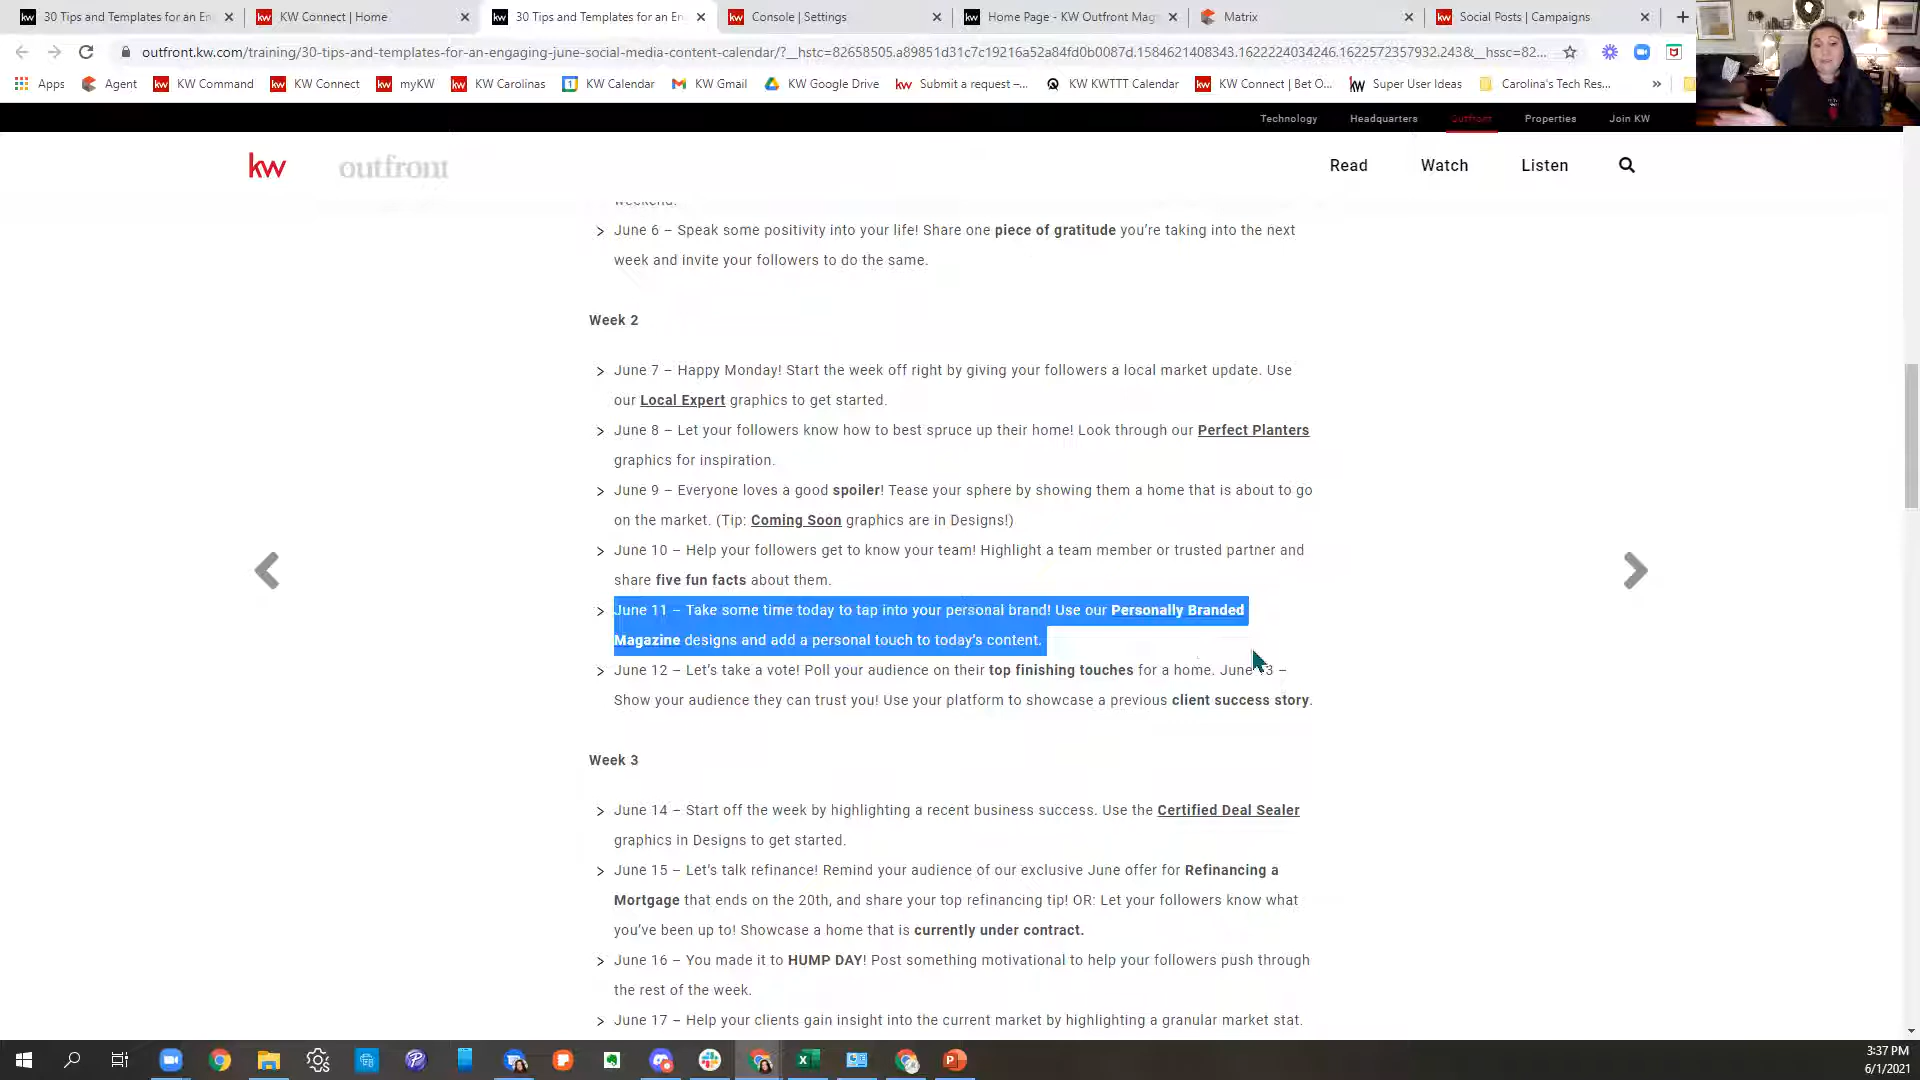 30 Tips and Templates for an En
KW Connect | Home
30 Tips and Templates for an En
Console | Settings
Home Page - KW Outfront Mag
Matrix
Social Posts | Campaigns
outfront.kw.com/training/30-tips-and-templates-for-an-engaging-june-social-media-content-calendar/?__hstc=82658505.a89851d31c7c19216a52a84fd0b0087d.1584621408343.1622224034246.1622572357932.243&__hssc=82...
Apps
Agent
KW Command
KW Connect
myKW
KW Carolinas
KW Calendar
KW Gmail
KW Google Drive
Submit a request –...
KW KWTTT Calendar
KW Connect | Bet O...
Super User Ideas
Carolina's Tech Res...
Technology
Headquarters
Outfront
Properties
Join KW
kw
outfront
Read
Watch
Listen
weekend.
June 6 – Speak some positivity into your life! Share one piece of gratitude you're taking into the next
week and invite your followers to do the same.
Week 2
June 7 – Happy Monday! Start the week off right by giving your followers a local market update. Use
our Local Expert graphics to get started.
June 8 – Let your followers know how to best spruce up their home! Look through our Perfect Planters
graphics for inspiration.
June 9 – Everyone loves a good spoiler! Tease your sphere by showing them a home that is about to go
on the market. (Tip: Coming Soon graphics are in Designs!)
June 10 – Help your followers get to know your team! Highlight a team member or trusted partner and
share five fun facts about them.
June 11 – Take some time today to tap into your personal brand! Use our Personally Branded
Magazine designs and add a personal touch to today's content.
June 12 – Let's take a vote! Poll your audience on their top finishing touches for a home. June 3 –
Show your audience they can trust you! Use your platform to showcase a previous client success story.
Week 3
June 14 – Start off the week by highlighting a recent business success. Use the Certified Deal Sealer
graphics in Designs to get started.
June 15 – Let's talk refinance! Remind your audience of our exclusive June offer for Refinancing a
Mortgage that ends on the 20th, and share your top refinancing tip! OR: Let your followers know what
you've been up to! Showcase a home that is currently under contract.
June 16 – You made it to HUMP DAY! Post something motivational to help your followers push through
the rest of the week.
June 17 – Help your clients gain insight into the current market by highlighting a granular market stat.
3:37 PM
6/1/2021